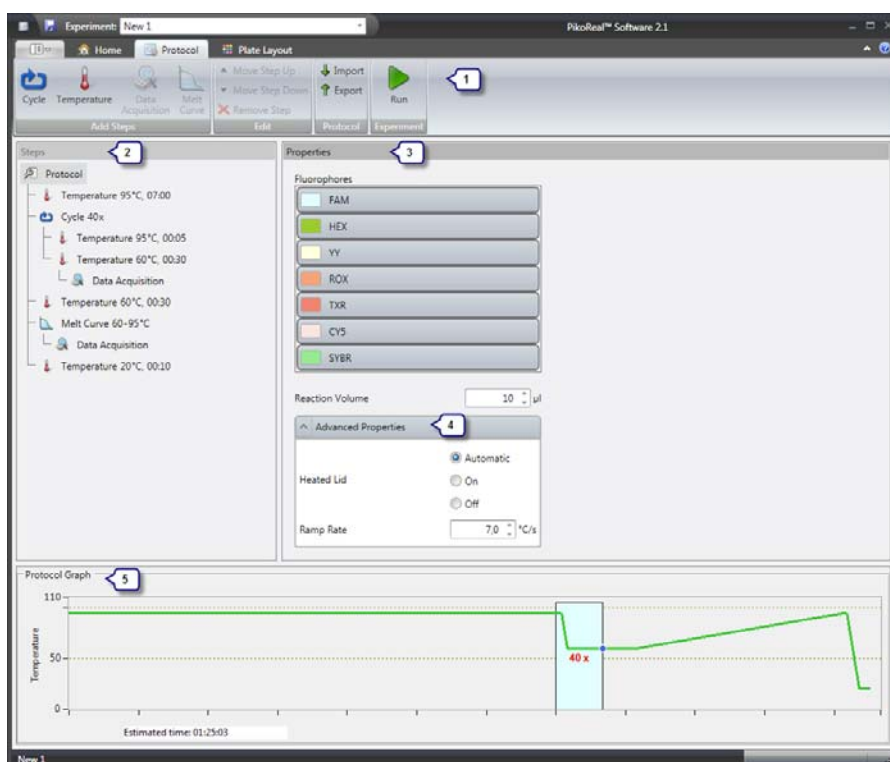 Experiment: New 1
PikoReal™ Software 2.1
Home Protocol Plate Layout
1
Cycle Temperature Data Acquisition Melt Curve
Move Step Up
Move Step Down
Remove Step
Import
Export
Run
Add Steps Edit Protocol Experiment
Steps 2
Protocol
Temperature 95°C, 07:00
Cycle 40x
Temperature 95°C, 00:05
Temperature 60°C, 00:30
Data Acquisition
Temperature 60°C, 00:30
Melt Curve 60-95°C
Data Acquisition
Temperature 20°C, 00:10
Properties 3
Fluorophores
FAM
HEX
YY
ROX
TXR
CY5
SYBR
Reaction Volume 10 µl
Advanced Properties 4
Automatic
Heated Lid On
Off
Ramp Rate 7,0 °C/s
Protocol Graph 5
110
Temperature
50
40 x
0
Estimated time: 01:25:03
New 1